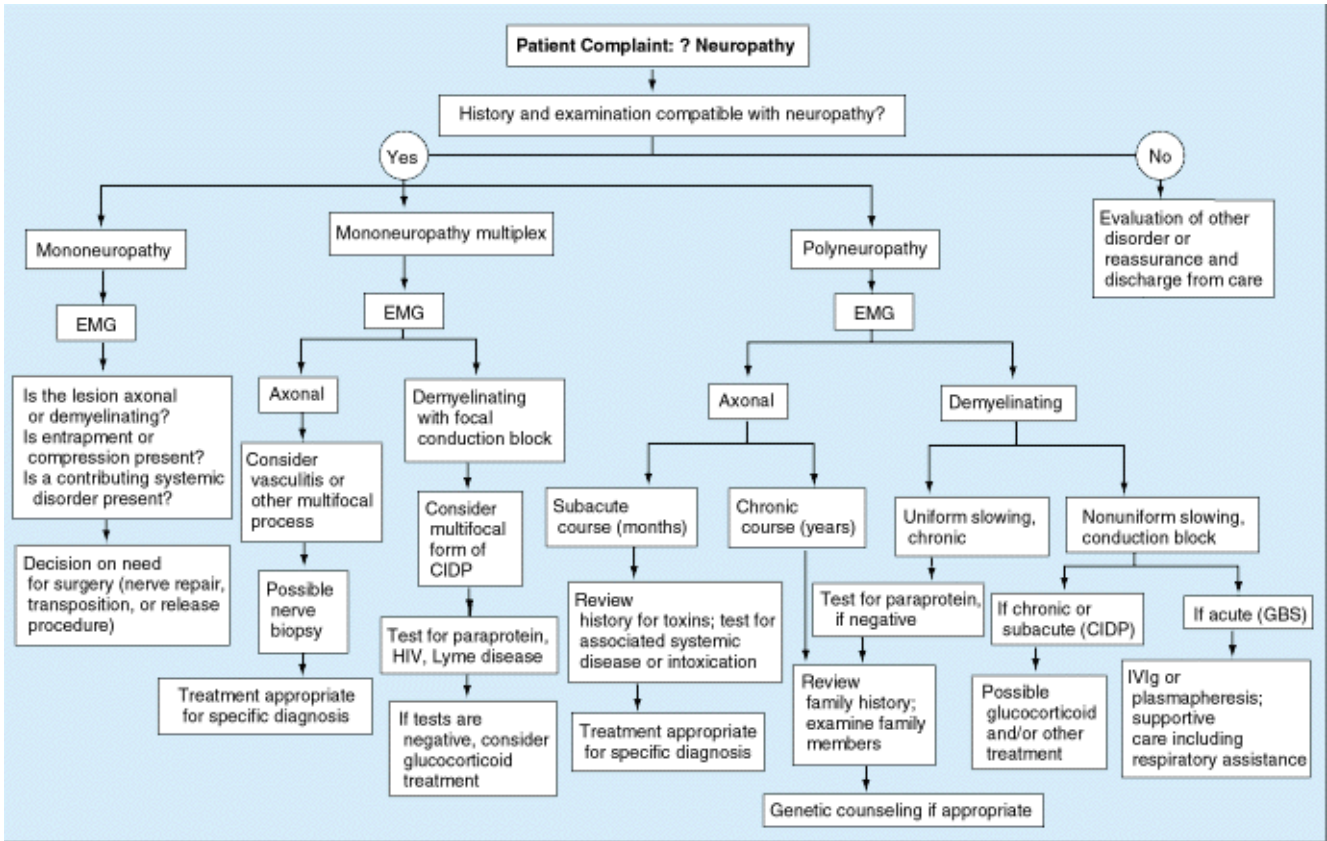 Patient Complaint: ? Neuropathy
History and examination compatible with neuropathy?
Yes
No
Mononeuropathy
Mononeuropathy multiplex
Polyneuropathy
Evaluation of other
disorder or
reassurance and
discharge from care
EMG
EMG
EMG
Is the lesion axonal
or demyelinating?
Is entrapment or
compression present?
Is a contributing systemic
disorder present?
Decision on need
for surgery (nerve repair,
transposition, or release
procedure)
Axonal
Consider
vasculitis or
other multifocal
process
Possible
nerve
biopsy
Treatment appropriate
for specific diagnosis
Demyelinating
with focal
conduction block
Consider
multifocal
form of
CIDP
Test for paraprotein,
HIV, Lyme disease
If tests are
negative, consider
glucocorticoid
treatment
Axonal
Subacute
course (months)
Review
history for toxins; test for
associated systemic
disease or intoxication
Treatment appropriate
for specific diagnosis
Chronic
course (years)
Demyelinating
Uniform slowing,
chronic
Test for paraprotein,
if negative
Review
family history;
examine family
members
Genetic counseling if appropriate
Nonuniform slowing,
conduction block
If chronic or
subacute (CIDP)
Possible
glucocorticoid
and/or other
treatment
If acute (GBS)
IVIg or
plasmapheresis;
supportive
care including
respiratory assistance